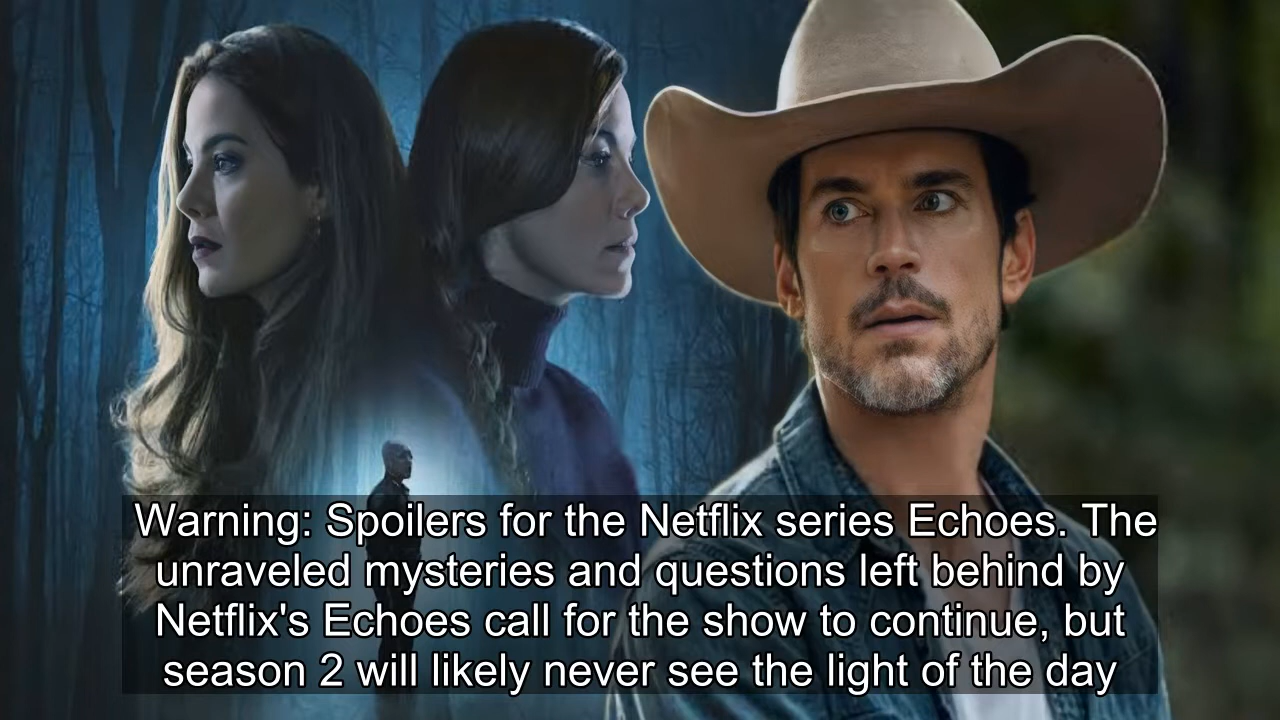 Warning: Spoilers for the Netflix series Echoes. The
unraveled mysteries and questions left behind by
Netflix's Echoes call for the show to continue, but
season 2 will likely never see the light of the day